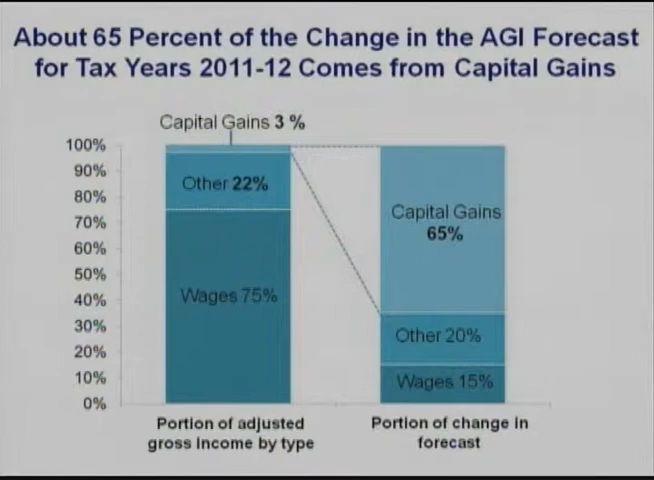 About 65 Percent of the Change in the AGI Forecast
for Tax Years 2011-12 Comes from Capital Gains
Capital Gains 3 %
100%
90%
80%
70%
60%
50%
40%
30%
20%
10%
0%
Other 22%
Wages 75%
Capital Gains
65%
Other 20%
Wages 15%
Portion of adjusted
gross income by type
Portion of change in
forecast